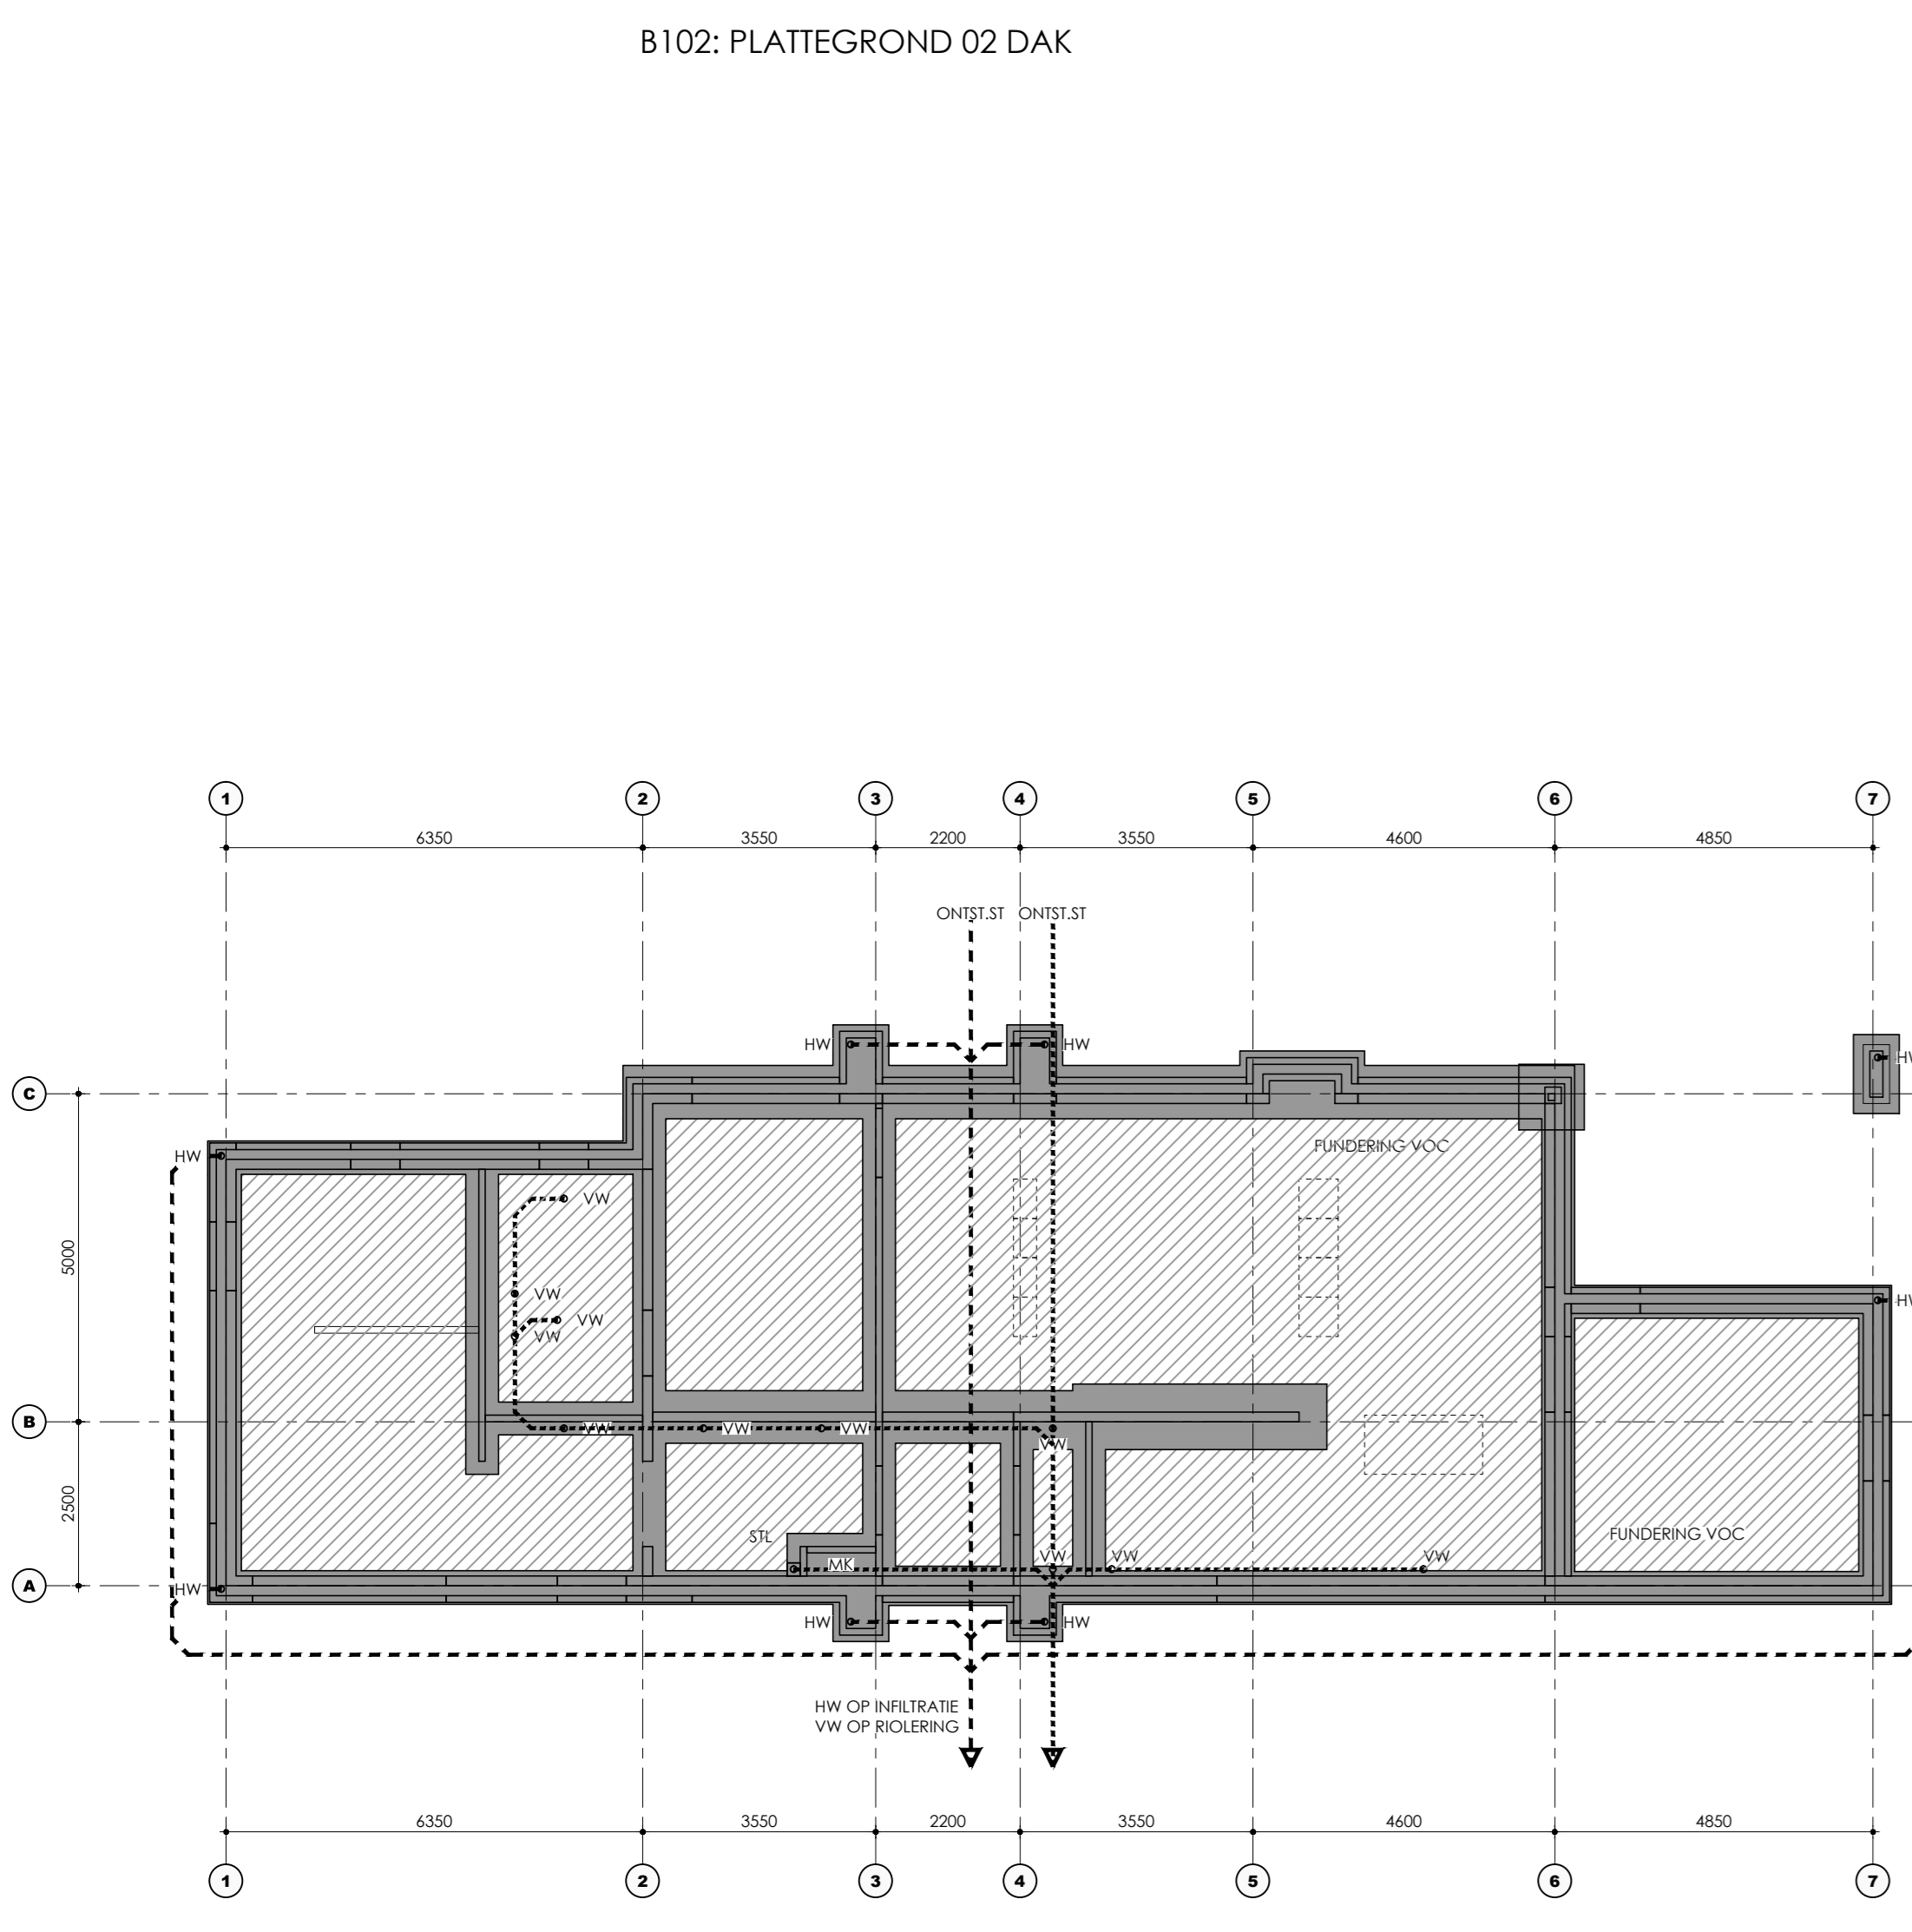 B102: PLATTEGROND 02 DAK
1 2 3 4 5 6 7
6350 3550 2200 3550 4600 4850
ONTST.ST ONTST.ST
HW HW
C
FUNDERING VOC
HW
VW
5000
VW
VW
VW
B
VW VW VW
VW
2500
STL
FUNDERING VOC
MK
VW VW VW
A
HW
HW HW
HW OP INFILTRATIE
VW OP RIOLERING
6350 3550 2200 3550 4600 4850
1 2 3 4 5 6 7